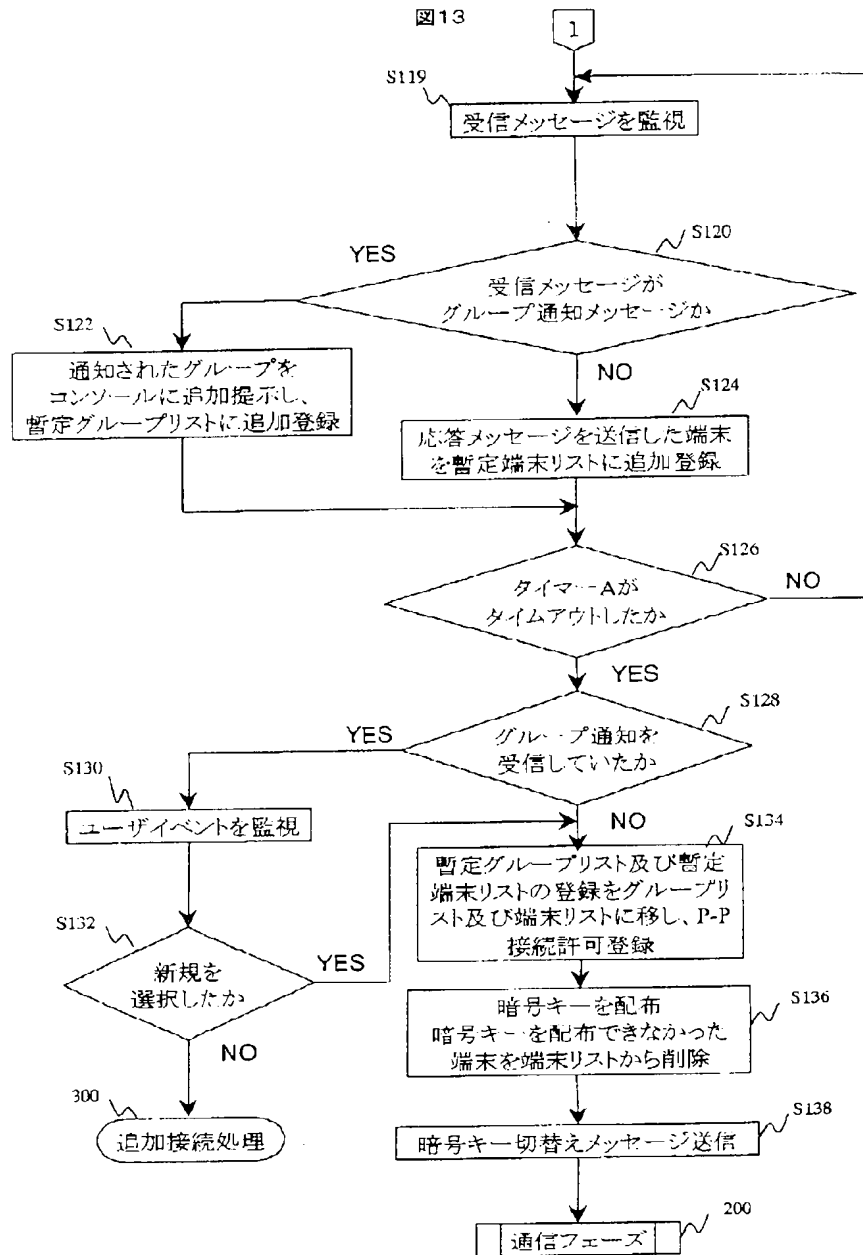 図13
1
S119
受信メッセージを監視
S120
YES
受信メッセージが
グループ通知メッセージか
S122
通知されたグループを
コンソールに追加提示し、
暫定グループリストに追加登録
NO
S124
応答メッセージを送信した端末
を暫定端末リストに追加登録
S126
タイマーAが
タイムアウトしたか
NO
YES
S128
YES
グループ通知を
受信していたか
S130
ユーザイベントを監視
NO
S134
暫定グループリスト及び暫定
端末リストの登録をグループリ
スト及び端末リストに移し、P-P
接続許可登録
S132
新規を
選択したか
YES
S136
暗号キーを配布
暗号キーを配布できなかった
端末を端末リストから削除
NO
300
追加接続処理
S138
暗号キー切替えメッセージ送信
200
通信フェーズ